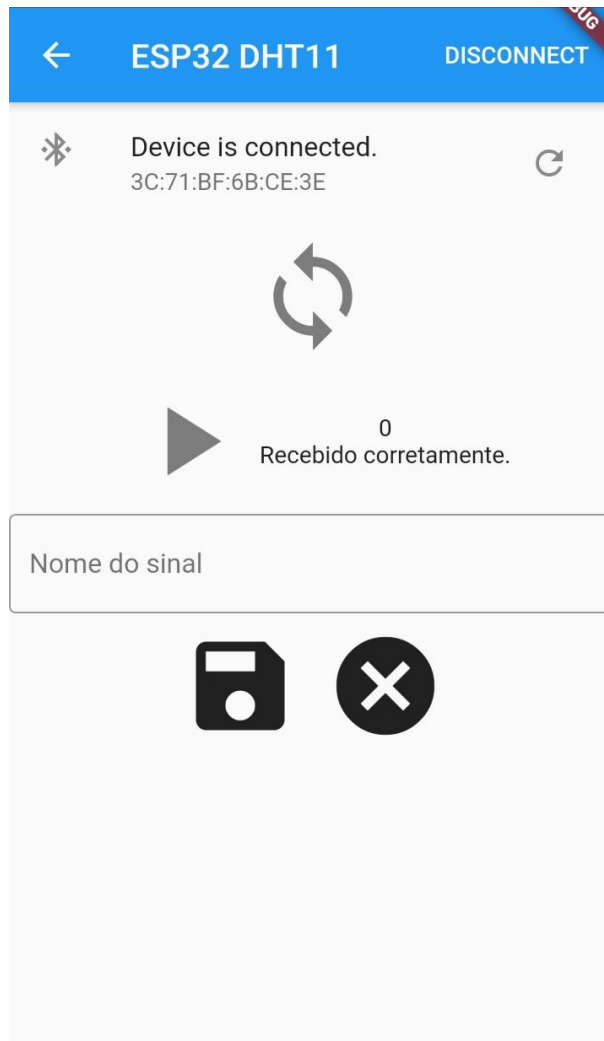 ESP32 DHT11
DISCONNECT
Device is connected.
3C:71:BF:6B:CE:3E
0
Recebido corretamente.
Nome do sinal